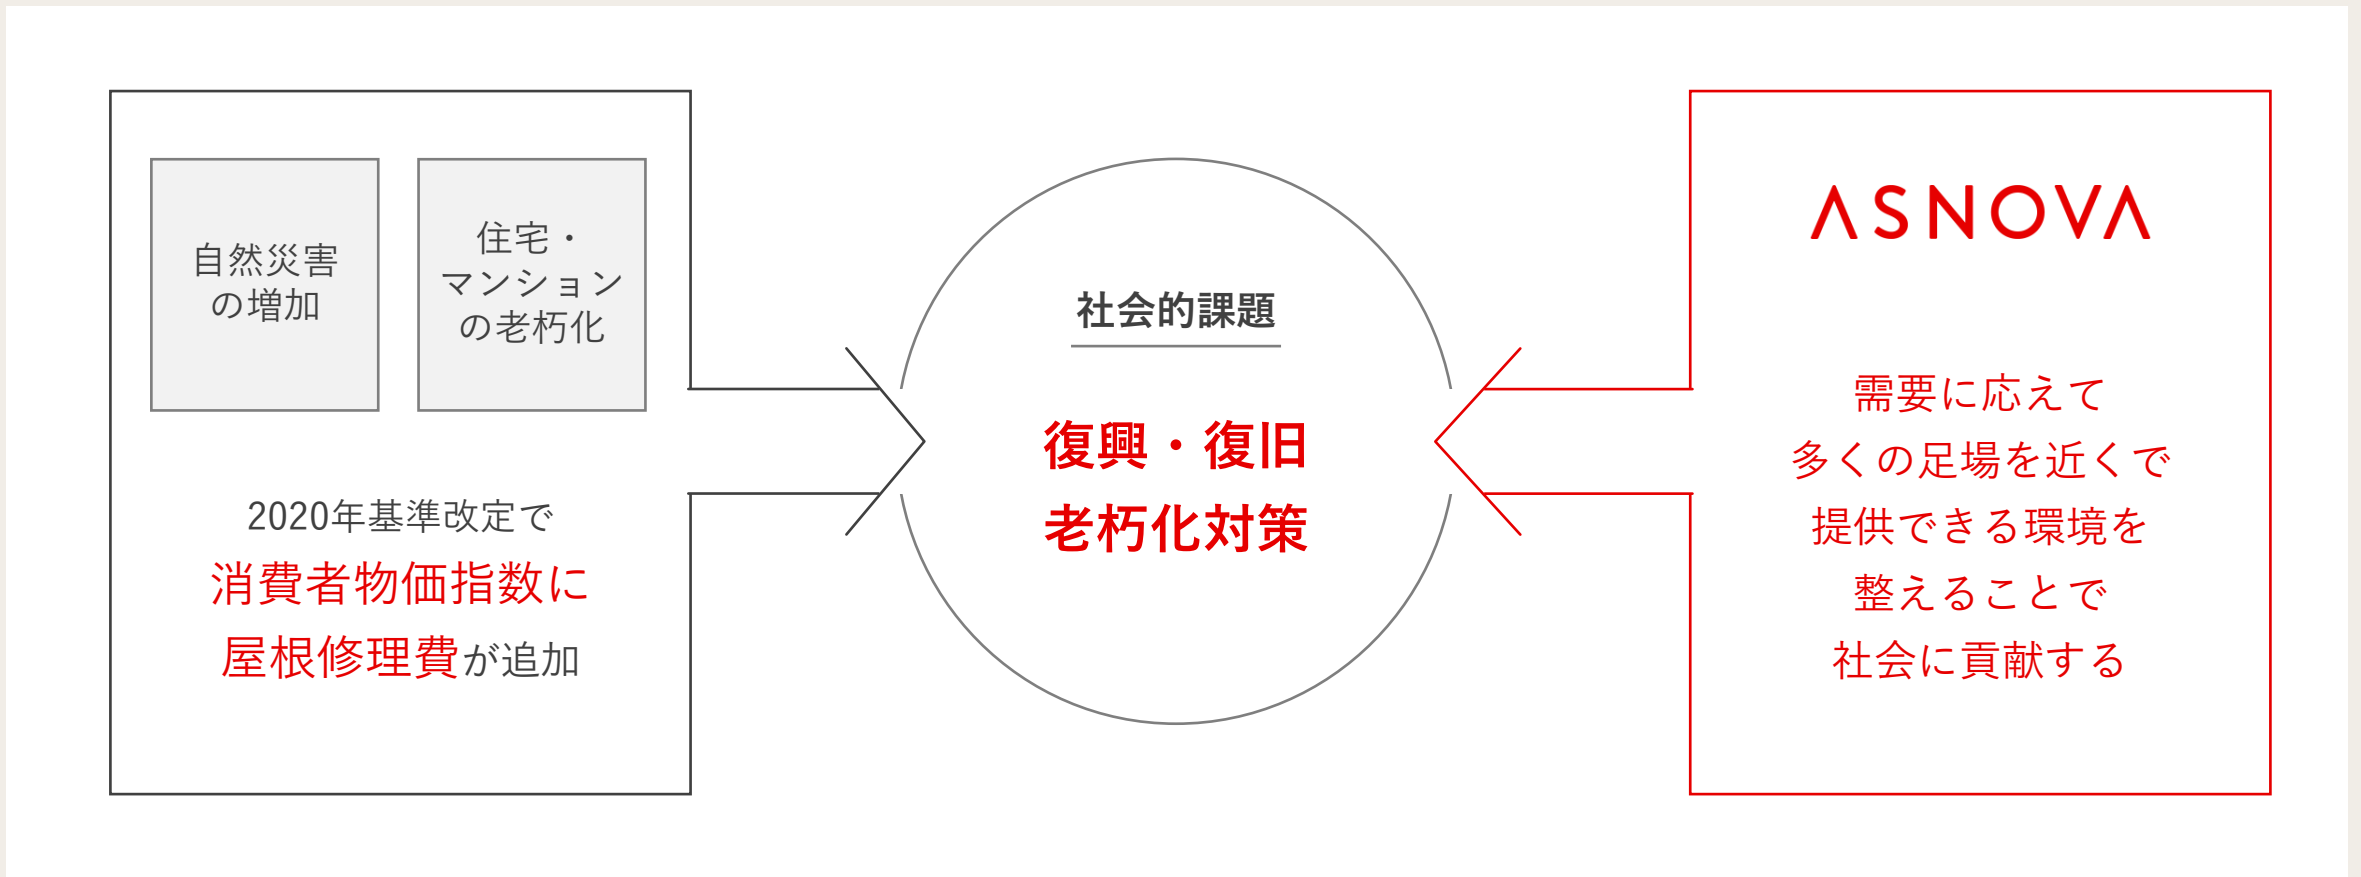 自然災害
の増加
住宅・
マンション
の老朽化
2020年基準改定で
消費者物価指数に
屋根修理費が追加
社会的課題
復興・復旧
老朽化対策
ASNOVA
需要に応えて
多くの足場を近くで
提供できる環境を
整えることで
社会に貢献する